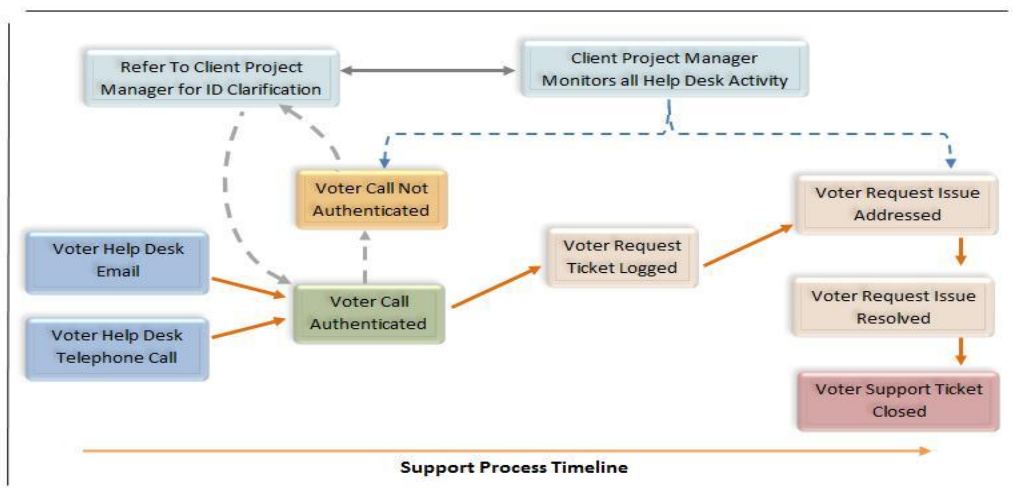 Refer To Client Project
Manager for ID Clarification
Client Project Manager
Monitors all Help Desk Activity
Voter Call Not
Authenticated
Voter Request Issue
Addressed
Voter Help Desk
Email
Voter Request
Ticket Logged
Voter Call
Authenticated
Voter Request Issue
Resolved
Voter Help Desk
Telephone Call
Voter Support Ticket
Closed
Support Process Timeline